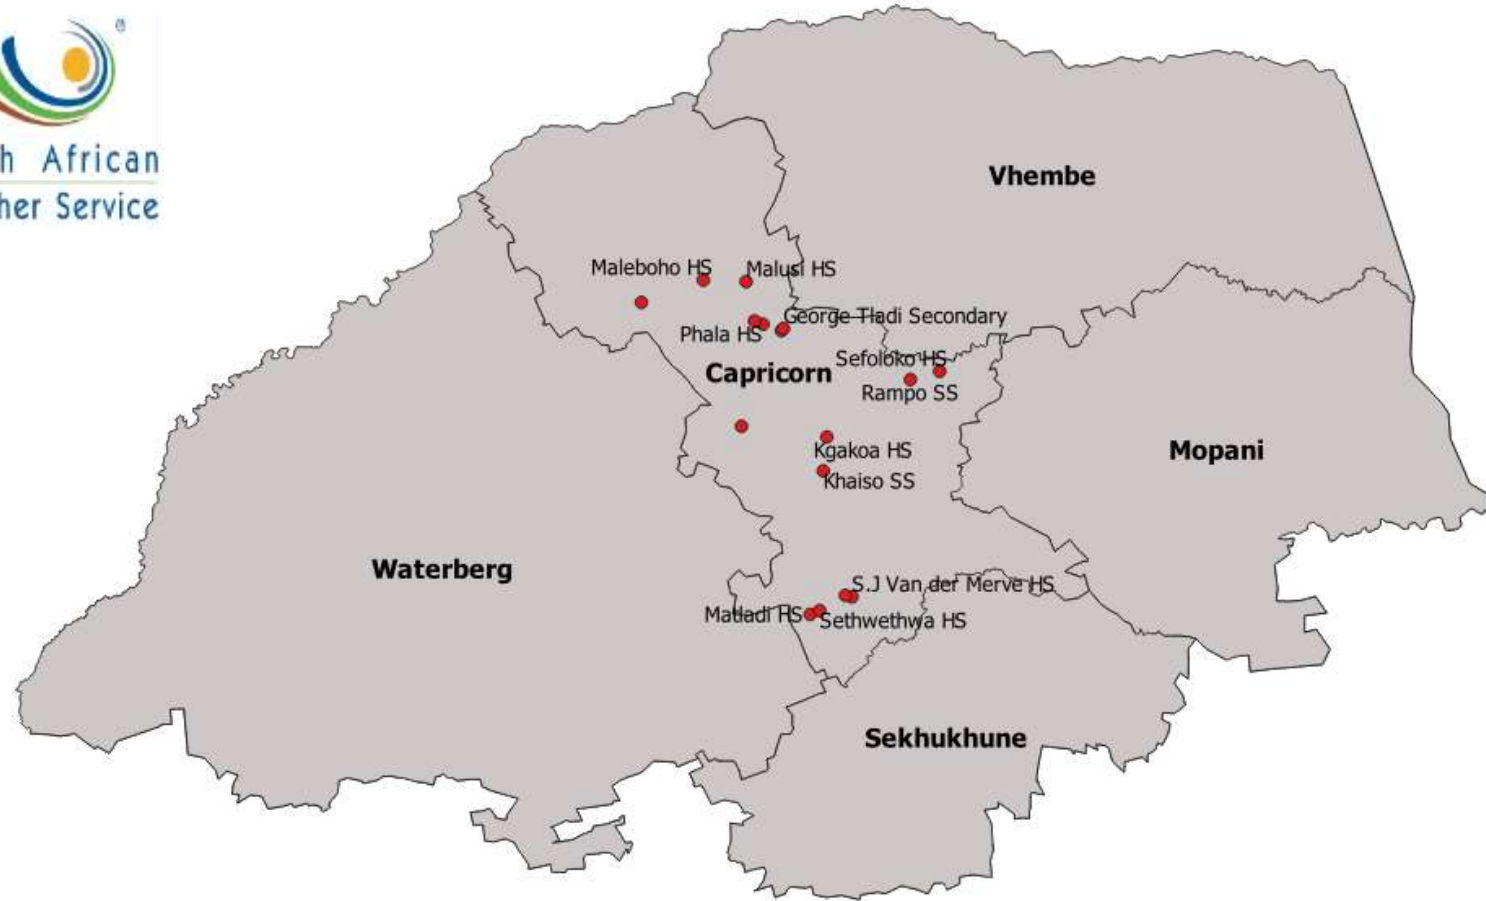 ®
h African
her Service
Vhembe
Maleboho HS
Malusi HS
George Tladi Secondary
Phala HS
Sefoloko HS
Capricorn
Rampo SS
Kgakoa HS
Mopani
Khaiso SS
Waterberg
S.J Van der Merve HS
Matladi HS
Sethwethwa HS
Sekhukhune